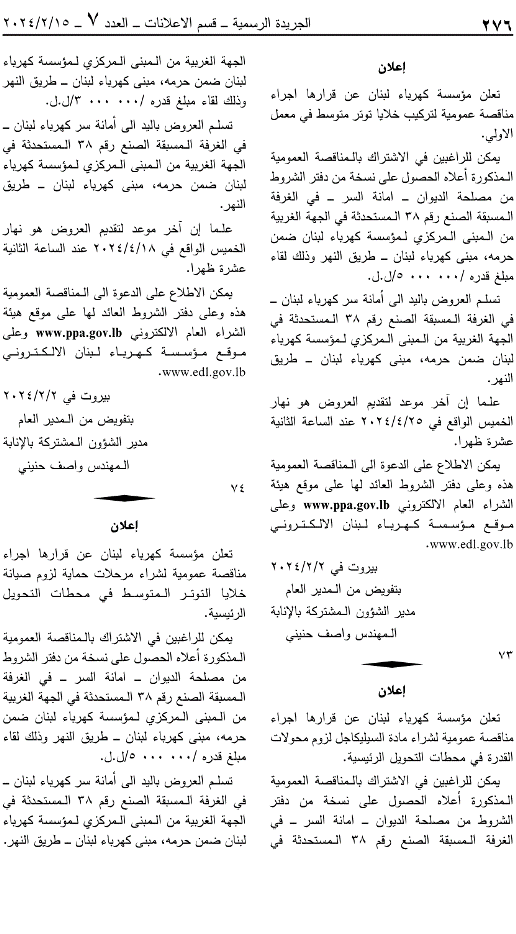 ٢٧٦
الجريدة الرسمية – قسم الاعلانات – العدد ٧ – ٢٠٢٤/٢/١٥
إعلان
تعلن مؤسسة كهرباء لبنان عن قرارها اجراء
مناقصة عمومية لتركيب خلايا توتر متوسط في معمل
الاولي.
يمكن للراغبين في الاشتراك بالمناقصة العمومية
المذكورة أعلاه الحصول على نسخة من دفتر الشروط
من مصلحة الديوان – امانة السر – في الغرفة
المسبقة الصنع رقم ٣٨ المستحدثة في الجهة الغربية
من المبنى المركزي لمؤسسة كهرباء لبنان ضمن
حرمه، مبنى كهرباء لبنان – طريق النهر وذلك لقاء
مبلغ قدره /٠٠٠ ٠٠٠ ٥/ل.ل.
تسلم العروض باليد الى أمانة سر كهرباء لبنان –
في الغرفة المسبقة الصنع رقم ٣٨ المستحدثة في
الجهة الغربية من المبنى المركزي لمؤسسة كهرباء
لبنان ضمن حرمه، مبنى كهرباء لبنان – طريق
النهر.
علما إن آخر موعد لتقديم العروض هو نهار
الخميس الواقع في ٢٠٢٤/٤/٢٥ عند الساعة الثانية
عشرة ظهرا.
يمكن الاطلاع على الدعوة الى المناقصة العمومية
هذه وعلى دفتر الشروط العائد لها على موقع هيئة
الشراء العام الالكتروني www.ppa.gov.lb وعلى
موقع مؤسسة كهرباء لبنان الالكتروني
www.edl.gov.lb.
بيروت في ٢٠٢٤/٢/٢
بتفويض من المدير العام
مدير الشؤون المشتركة بالإنابة
المهندس واصف حنيني
٧٣
إعلان
تعلن مؤسسة كهرباء لبنان عن قرارها اجراء
مناقصة عمومية لشراء مادة السيليكاجل لزوم محولات
القدرة في محطات التحويل الرئيسية.
يمكن للراغبين في الاشتراك بالمناقصة العمومية
المذكورة أعلاه الحصول على نسخة من دفتر
الشروط من مصلحة الديوان – امانة السر – في
الغرفة المسبقة الصنع رقم ٣٨ المستحدثة في
الجهة الغربية من المبنى المركزي لمؤسسة كهرباء
لبنان ضمن حرمه، مبنى كهرباء لبنان – طريق النهر
وذلك لقاء مبلغ قدره /٠٠٠ ٠٠٠ ٣/ل.ل.
تسلم العروض باليد الى أمانة سر كهرباء لبنان –
في الغرفة المسبقة الصنع رقم ٣٨ المستحدثة في
الجهة الغربية من المبنى المركزي لمؤسسة كهرباء
لبنان ضمن حرمه، مبنى كهرباء لبنان – طريق
النهر.
علما إن آخر موعد لتقديم العروض هو نهار
الخميس الواقع في ٢٠٢٤/٤/١٨ عند الساعة الثانية
عشرة ظهرا.
يمكن الاطلاع على الدعوة الى المناقصة العمومية
هذه وعلى دفتر الشروط العائد لها على موقع هيئة
الشراء العام الالكتروني www.ppa.gov.lb وعلى
موقع مؤسسة كهرباء لبنان الالكتروني
www.edl.gov.lb.
بيروت في ٢٠٢٤/٢/٢
بتفويض من المدير العام
مدير الشؤون المشتركة بالإنابة
المهندس واصف حنيني
٧٤
إعلان
تعلن مؤسسة كهرباء لبنان عن قرارها اجراء
مناقصة عمومية لشراء مرحلات حماية لزوم صيانة
خلايا التوتر المتوسط في محطات التحويل
الرئيسية.
يمكن للراغبين في الاشتراك بالمناقصة العمومية
المذكورة أعلاه الحصول على نسخة من دفتر الشروط
من مصلحة الديوان – امانة السر – في الغرفة
المسبقة الصنع رقم ٣٨ المستحدثة في الجهة الغربية
من المبنى المركزي لمؤسسة كهرباء لبنان ضمن
حرمه، مبنى كهرباء لبنان – طريق النهر وذلك لقاء
مبلغ قدره /٠٠٠ ٠٠٠ ٥/ل.ل.
تسلم العروض باليد الى أمانة سر كهرباء لبنان –
في الغرفة المسبقة الصنع رقم ٣٨ المستحدثة في
الجهة الغربية من المبنى المركزي لمؤسسة كهرباء
لبنان ضمن حرمه، مبنى كهرباء لبنان – طريق النهر.